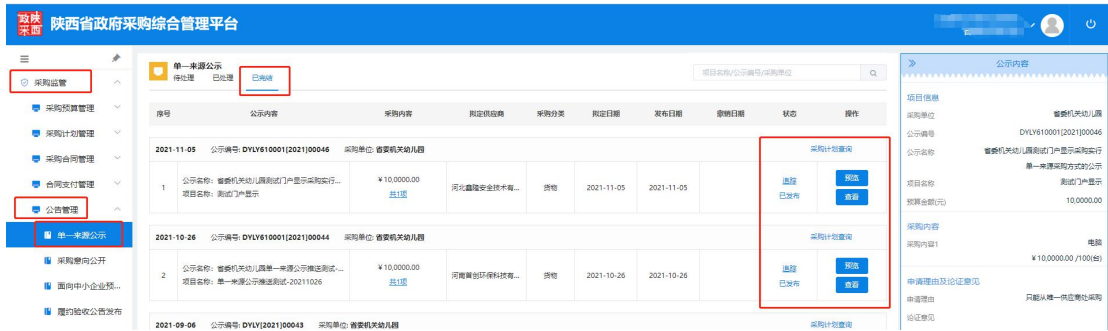 政陕
采西
陕西省政府采购综合管理平台
采购监管
采购预算管理
采购计划管理
采购合同管理
合同支付管理
公告管理
单一来源公示
采购意向公开
面向中小企业预...
履约验收公告发布
单一来源公示
待处理 已处理 已完结
项目名称/公示编号/采购单位
序号 公示内容 采购内容 拟定供应商 采购分类 拟定日期 发布日期 撤销日期 状态 操作
2021-11-05 公示编号: DYLY610001[2021]00046 采购单位: 省委机关幼儿园 采购计划查询
1 公示名称: 省委机关幼儿园测试门户显示采购实行... ¥10,0000.00 河北鑫隆安全技术有... 货物 2021-11-05 2021-11-05 追踪 预览
项目名称: 测试门户显示 共1项 已发布 查看
2021-10-26 公示编号: DYLY610001[2021]00044 采购单位: 省委机关幼儿园 采购计划查询
2 公示名称: 省委机关幼儿园单一来源公示推送测试-... ¥10,0000.00 河南首创环保科技有... 货物 2021-10-26 2021-10-26 追踪 预览
项目名称: 单一来源公示推送测试-20211026 共1项 已发布 查看
2021-09-06 公示编号: DYLY[2021]00043 采购单位: 省委机关幼儿园 采购计划查询
公示内容
项目信息
采购单位 省委机关幼儿园
公示编号 DYLY610001[2021]00046
公示名称 省委机关幼儿园测试门户显示采购实行
单一来源采购方式的公示
项目名称 测试门户显示
预算金额(元) 10,0000.00
采购内容
采购内容1 电脑
¥10,0000.00 /100(台)
申请理由及论证意见
申请理由 只能从唯一供应商处采购
论证意见